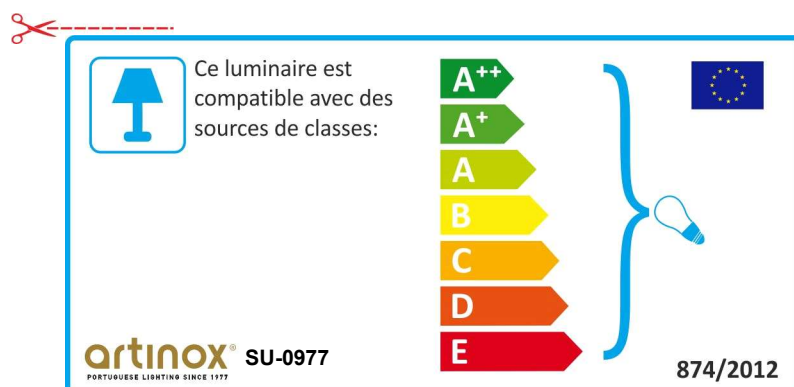 Ce luminaire est
compatible avec des
sources de classes:
A++
A+
A
B
C
D
E
artinox® SU-0977
PORTUGUESE LIGHTING SINCE 1977
874/2012